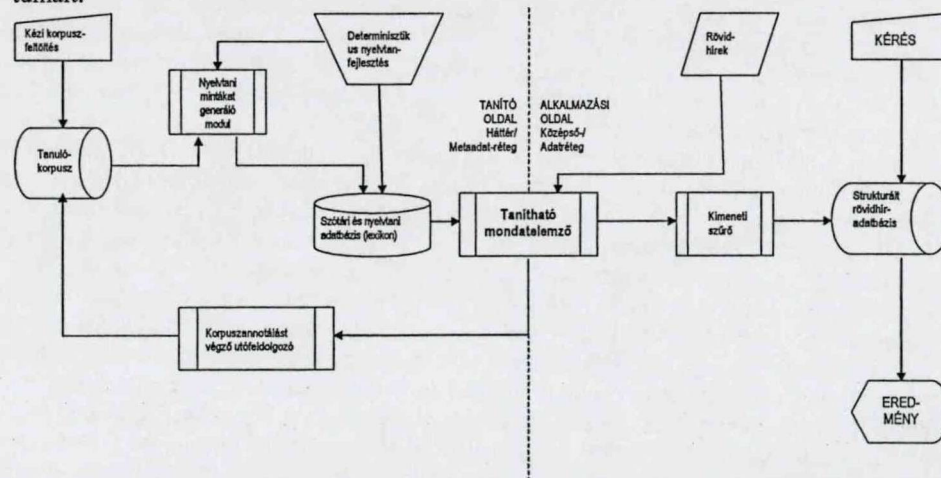 Kézi korpusz-
feltöltés
Determinisztik
us nyelvtan-
fejlesztés
Rövid-
hírek
KÉRÉS
Nyelvtani
mintákat
generáló
modul
TANÍTÓ
OLDAL
Háttér/
Metaadat-réteg
ALKALMAZÁSI
OLDAL
Középső-/
Adatréteg
Tanuló-
korpusz
Szótári és nyelvtani
adatbázis (lexikon)
Tanítható
mondatelemző
Kimeneti
szűrő
Strukturált
rövidhír-
adatbázis
Korpuszannotálást
végző utófeldolgozó
ERED-
MÉNY